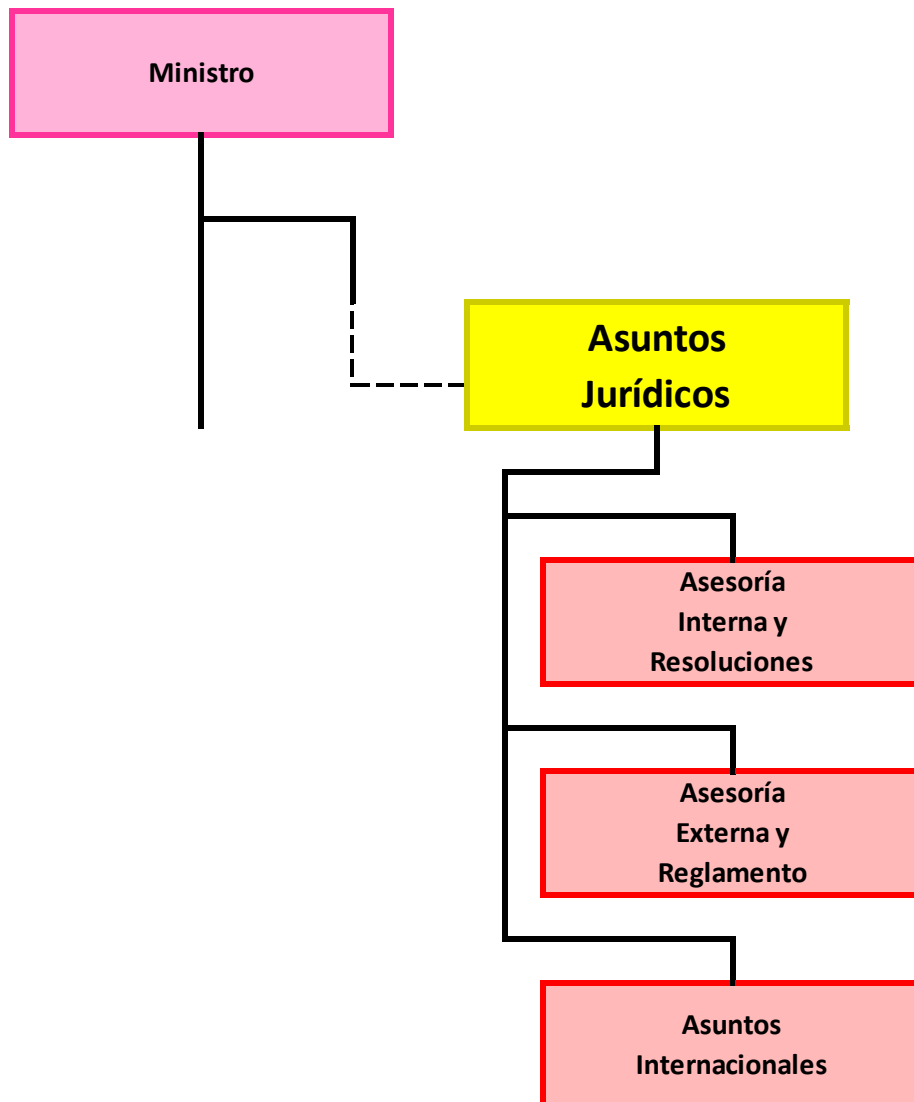 Ministro
Asuntos
Jurídicos
Asesoría
Interna y
Resoluciones
Asesoría
Externa y
Reglamento
Asuntos
Internacionales